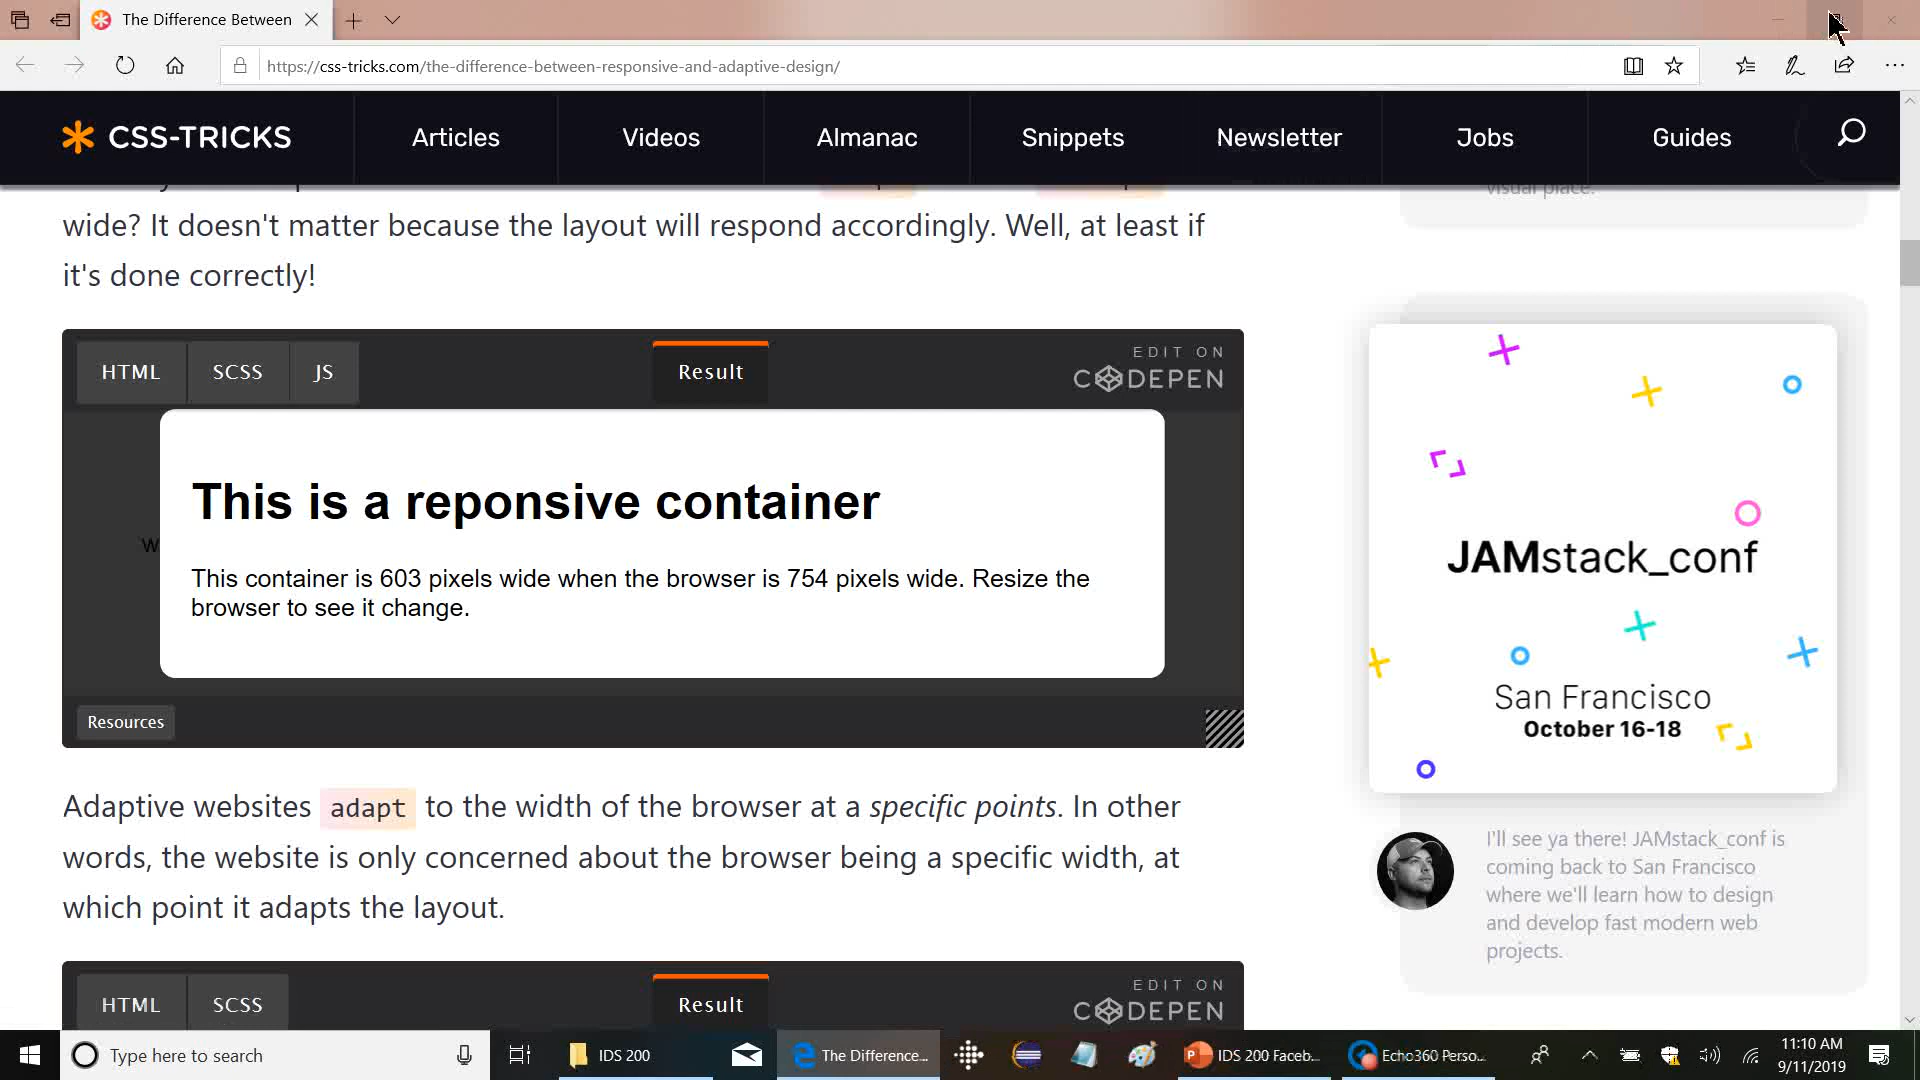 The Difference Between
https://css-tricks.com/the-difference-between-responsive-and-adaptive-design/
CSS-TRICKS
Articles
Videos
Almanac
Snippets
Newsletter
Jobs
Guides
visual place.
wide? It doesn't matter because the layout will respond accordingly. Well, at least if
it's done correctly!
HTML
SCSS
JS
Result
EDIT ON
CODEPEN
This is a reponsive container
This container is 603 pixels wide when the browser is 754 pixels wide. Resize the
browser to see it change.
Resources
JAMstack_conf
San Francisco
October 16-18
Adaptive websites adapt to the width of the browser at a specific points. In other
words, the website is only concerned about the browser being a specific width, at
which point it adapts the layout.
I'll see ya there! JAMstack_conf is
coming back to San Francisco
where we'll learn how to design
and develop fast modern web
projects.
HTML
SCSS
Result
EDIT ON
CODEPEN
Type here to search
IDS 200
The Difference...
IDS 200 Faceb...
Echo360 Perso...
11:10 AM
9/11/2019